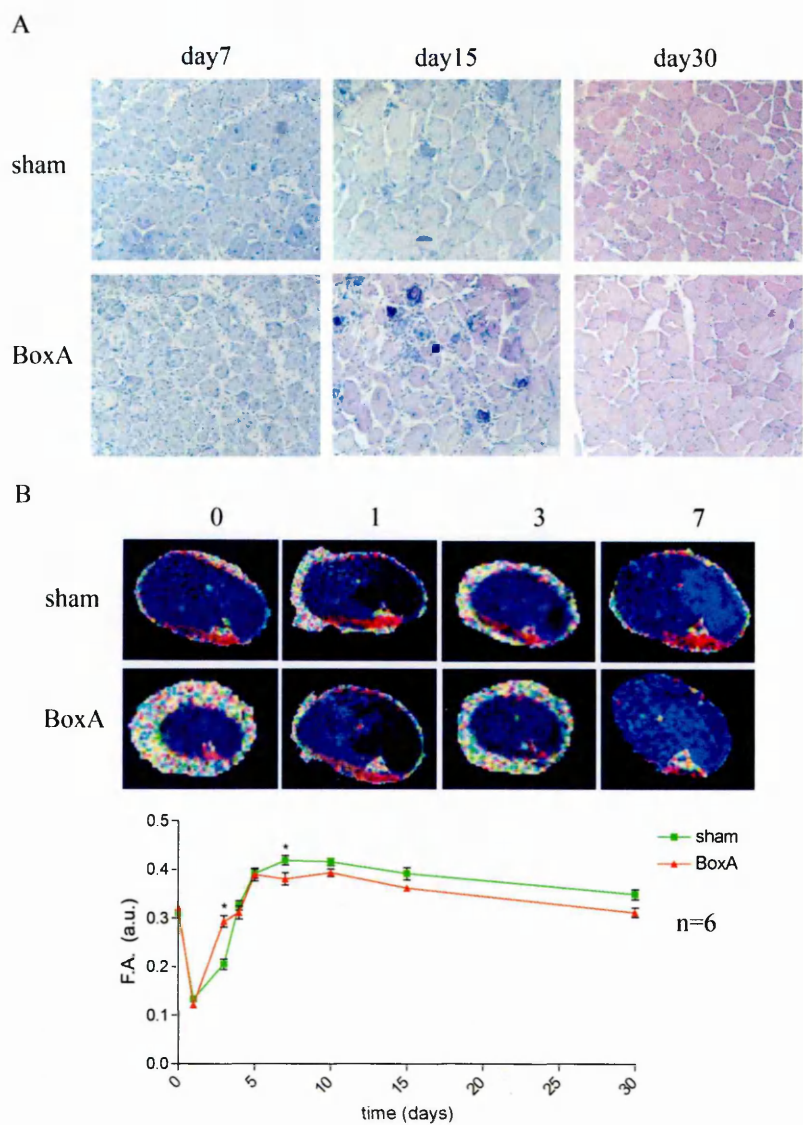 A
day7 day15 day30
sham
BoxA
B
0 1 3 7
sham
BoxA
0.5
0.4
0.3
0.2
0.1
0.0
F.A. (a.u.)
* *
0 5 10 15 20 25 30
time (days)
sham
BoxA
n=6